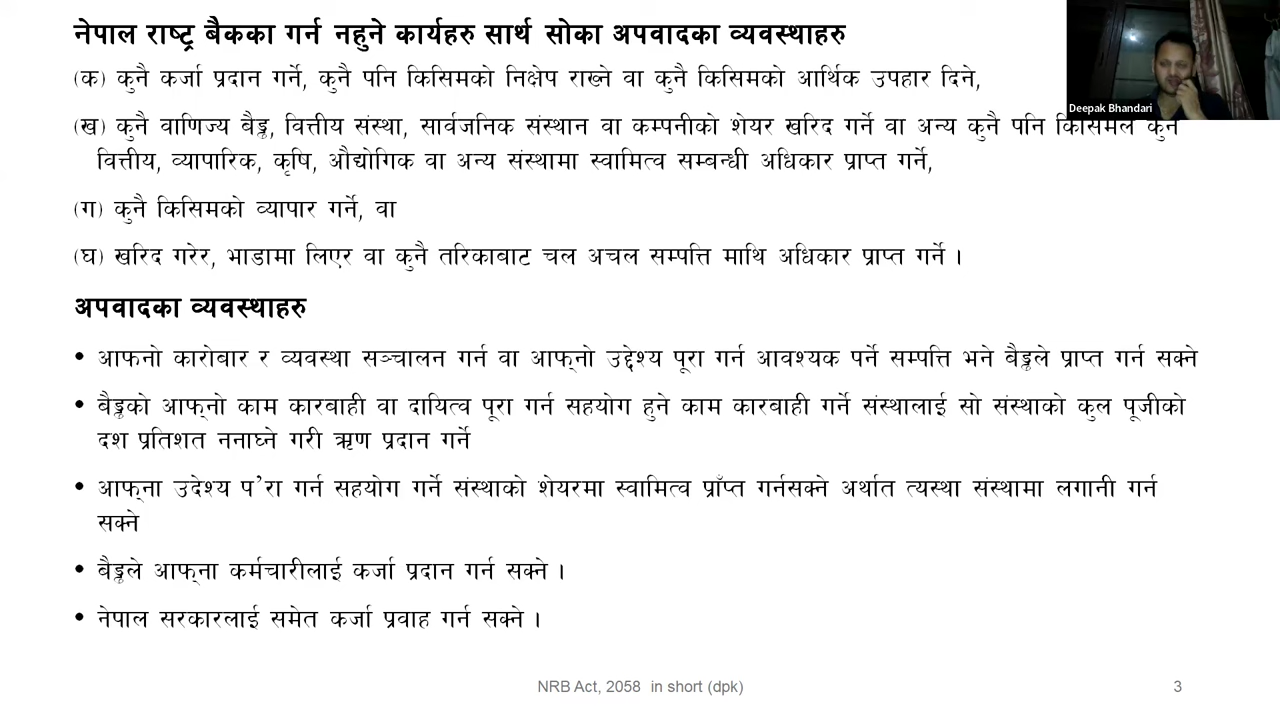 नेपाल राष्ट्र बैकका गर्न नहुने कार्यहरु सार्थ सोका अपवादका व्यवस्थाहरु
(क) कुनै कर्जा प्रदान गर्ने, कुनै पनि किसिमको निक्षेप राख्ने वा कुनै किसिमको आर्थिक उपहार दिने,
Deepak Bhandari
(ख) कुनै वाणिज्य बैङ्क, वित्तीय संस्था, सार्वजनिक संस्थान वा कम्पनीको शेयर खरिद गर्ने वा अन्य कुनै पनि किसिमले कुनै
वित्तीय, व्यापारिक, कृषि, औद्योगिक वा अन्य संस्थामा स्वामित्व सम्बन्धी अधिकार प्राप्त गर्ने,
(ग) कुनै किसिमको व्यापार गर्ने, वा
(घ) खरिद गरेर, भाडामा लिएर वा कुनै तरिकाबाट चल अचल सम्पत्ति माथि अधिकार प्राप्त गर्ने ।
अपवादका व्यवस्थाहरु
• आफनो कारोबार र व्यवस्था सञ्चालन गर्न वा आफ्‌नो उद्देश्य पूरा गर्न आवश्यक पर्ने सम्पत्ति भने बैङ्कले प्राप्त गर्न सक्ने
• बैङ्कको आफ्‌नो काम कारबाही वा दायित्व पूरा गर्न सहयोग हुने काम कारबाही गर्ने संस्थालाई सो संस्थाको कुल पूजीको
दश प्रतिशत ननाघ्ने गरी ऋण प्रदान गर्ने
• आफ्‌ना उदेश्य प’रा गर्न सहयोग गर्ने संस्थाको शेयरमा स्वामित्व प्राँप्त गर्नसक्ने अर्थात त्यस्था संस्थामा लगानी गर्न
सक्ने
• बैङ्कले आफ्‌ना कर्मचारीलाई कर्जा प्रदान गर्न सक्ने ।
• नेपाल सरकारलाई समेत कर्जा प्रवाह गर्न सक्ने ।
NRB Act, 2058 in short (dpk)
3